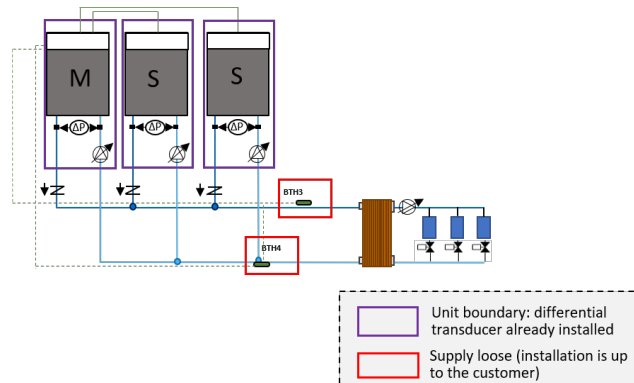 M
S
S
ΔP
ΔP
ΔP
BTH3
BTH4
Unit boundary: differential
transducer already installed
Supply loose (installation is up
to the customer)